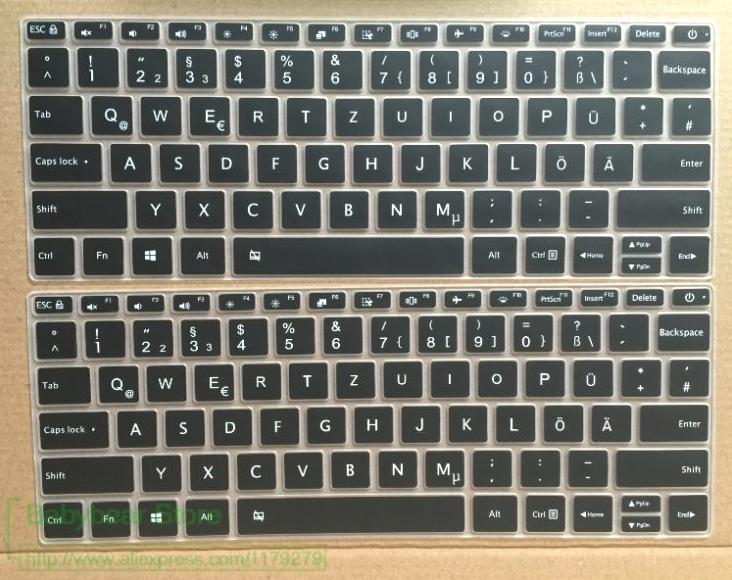 ESC F1 F2 F3 F4 F5 F6 F7 F8 F9 F10 PrtScn F11 Insert F12 Delete
° ! " § $ % & / ( ) = ? ` Backspace
^ 1 2 2 3 3 4 5 6 7 { 8 [ 9 ] 0 } ß \ ´
Tab Q @ W E € R T Z U I O P Ü * + ' #
Caps lock A S D F G H J K L Ö Ä Enter
Shift Y X C V B N M µ ; , : . _ - Shift
Ctrl Fn Alt Alt Ctrl ◀Home ▲PgUp ▼PgDn End▶
ESC F1 F2 F3 F4 F5 F6 F7 F8 F9 F10 PrtScn F11 Insert F12 Delete
° ! " § $ % & / ( ) = ? ` Backspace
^ 1 2 2 3 3 4 5 6 7 { 8 [ 9 ] 0 } ß \ ´
Tab Q @ W E € R T Z U I O P Ü * + ' #
Caps lock A S D F G H J K L Ö Ä Enter
Shift Y X C V B N M µ ; , : . _ - Shift
Ctrl Fn Alt Alt Ctrl ◀Home ▲PgUp ▼PgDn End▶
Babybear Store
http://www.aliexpress.com/1179279